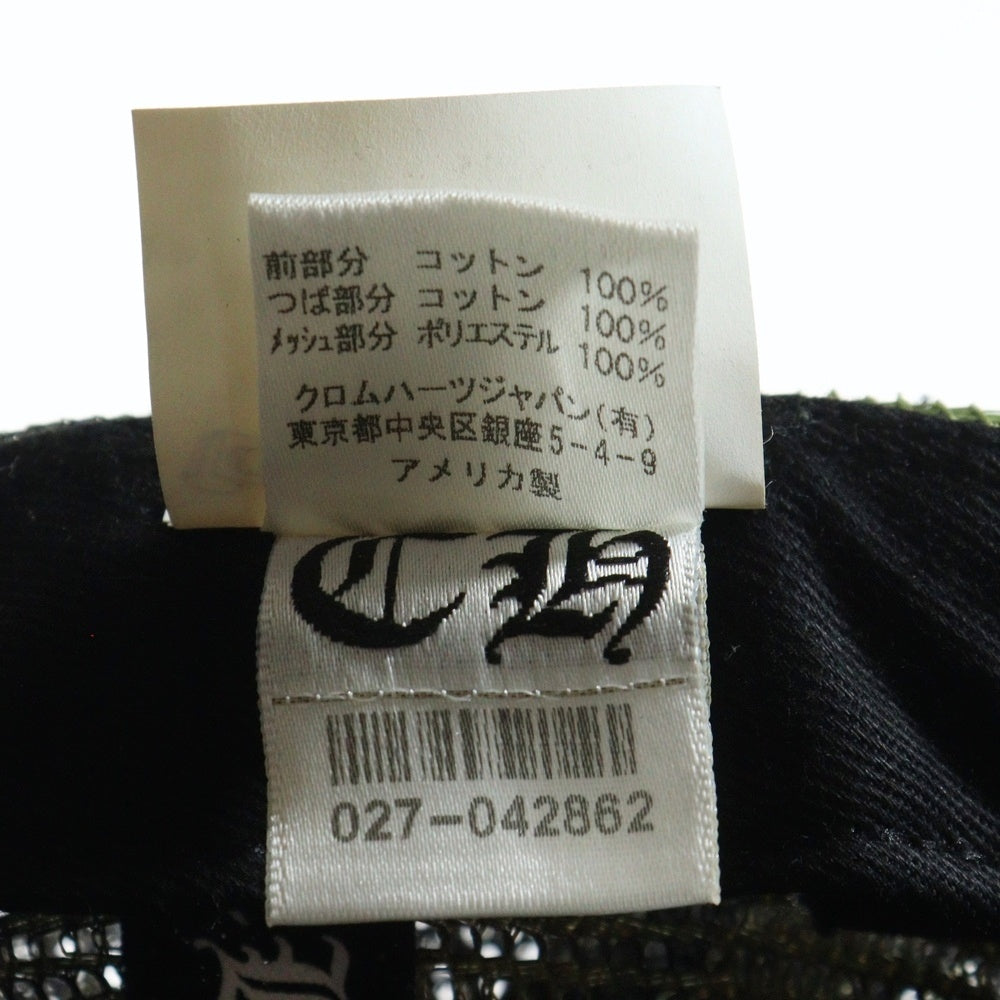 前部分 コットン 100%
つば部分 コットン 100%
メッシュ部分 ポリエステル 100%
クロムハーツジャパン(有)
東京都中央区銀座5-4-9
アメリカ製
CH
027-042862